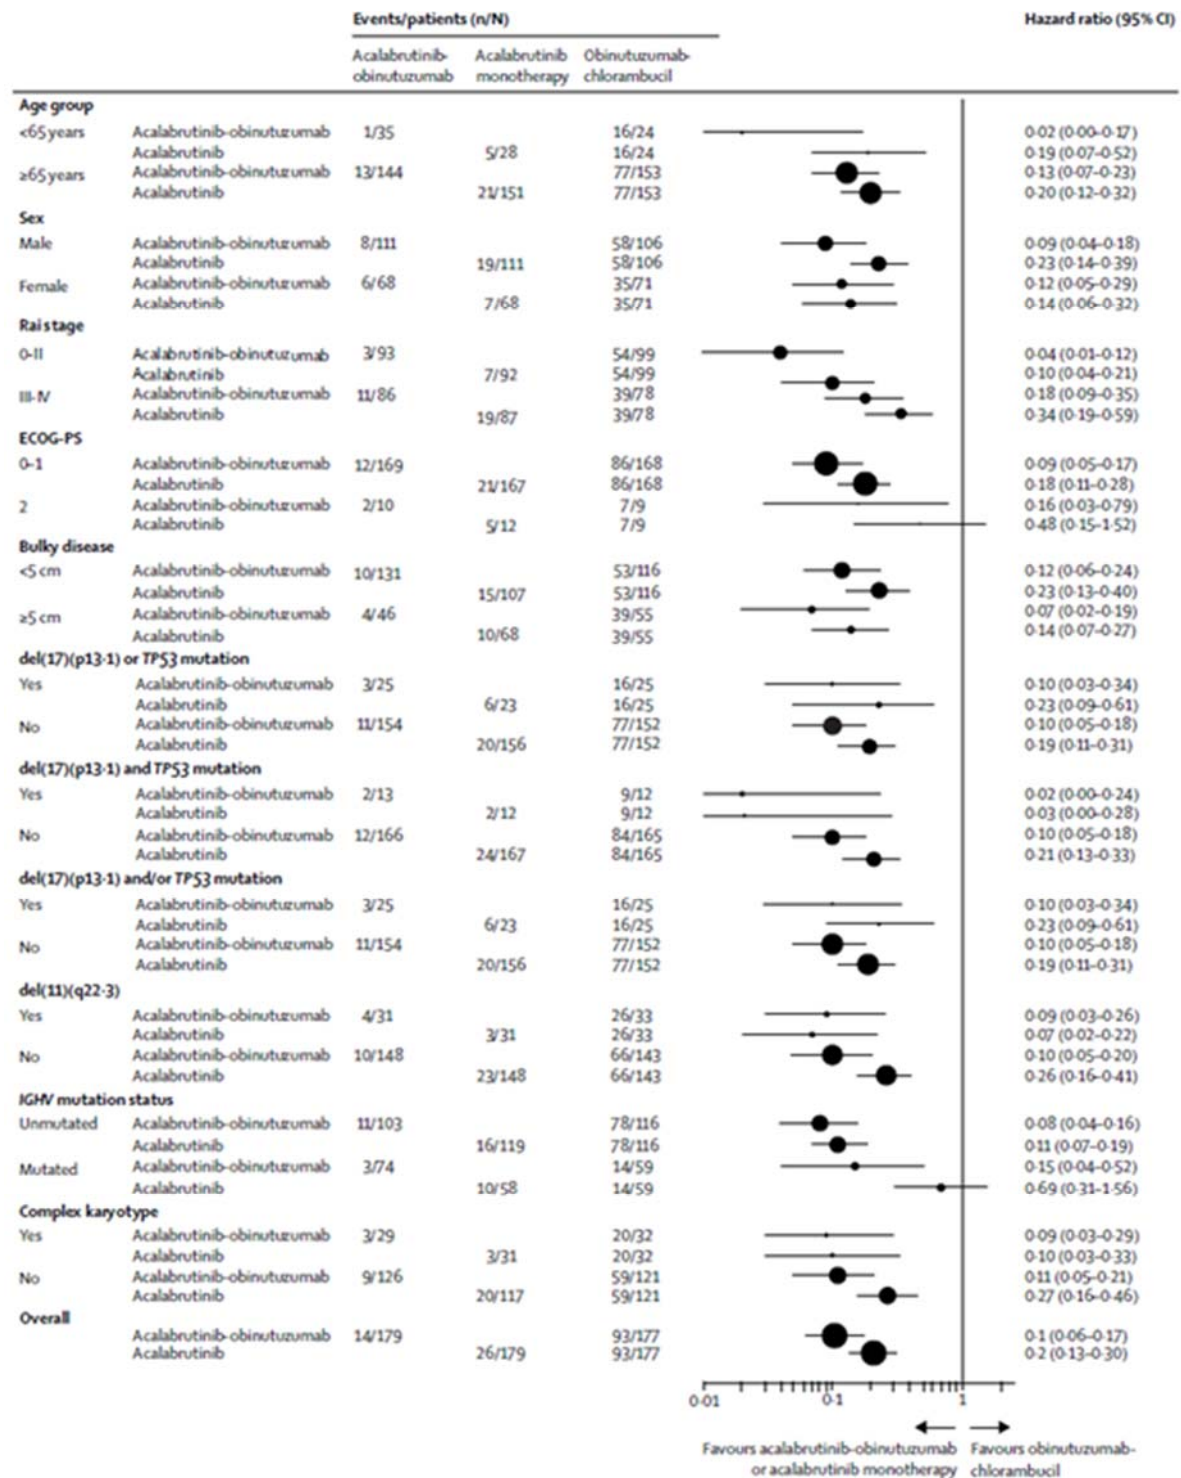 Events/patients (n/N) Hazard ratio (95% CI)
Acalabrutinib- Acalabrutinib Obinutuzumab-
obinutuzumab monotherapy chlorambucil
Age group
<65 years Acalabrutinib-obinutuzumab 1/35 16/24 0·02 (0·00–0·17)
Acalabrutinib 5/28 16/24 0·19 (0·07–0·52)
≥65 years Acalabrutinib-obinutuzumab 13/144 77/153 0·13 (0·07–0·23)
Acalabrutinib 21/151 77/153 0·20 (0·12–0·32)
Sex
Male Acalabrutinib-obinutuzumab 8/111 58/106 0·09 (0·04–0·18)
Acalabrutinib 19/111 58/106 0·23 (0·14–0·39)
Female Acalabrutinib-obinutuzumab 6/68 35/71 0·12 (0·05–0·29)
Acalabrutinib 7/68 35/71 0·14 (0·06–0·32)
Rai stage
0-II Acalabrutinib-obinutuzumab 3/93 54/99 0·04 (0·01–0·12)
Acalabrutinib 7/92 54/99 0·10 (0·04–0·21)
III-IV Acalabrutinib-obinutuzumab 11/86 39/78 0·18 (0·09–0·35)
Acalabrutinib 19/87 39/78 0·34 (0·19–0·59)
ECOG-PS
0–1 Acalabrutinib-obinutuzumab 12/169 86/168 0·09 (0·05–0·17)
Acalabrutinib 21/167 86/168 0·18 (0·11–0·28)
2 Acalabrutinib-obinutuzumab 2/10 7/9 0·16 (0·03–0·79)
Acalabrutinib 5/12 7/9 0·48 (0·15–1·52)
Bulky disease
<5 cm Acalabrutinib-obinutuzumab 10/131 53/116 0·12 (0·06–0·24)
Acalabrutinib 15/107 53/116 0·23 (0·13–0·40)
≥5 cm Acalabrutinib-obinutuzumab 4/46 39/55 0·07 (0·02–0·19)
Acalabrutinib 10/68 39/55 0·14 (0·07–0·27)
del(17)(p13·1) or TP53 mutation
Yes Acalabrutinib-obinutuzumab 3/25 16/25 0·10 (0·03–0·34)
Acalabrutinib 6/23 16/25 0·23 (0·09–0·61)
No Acalabrutinib-obinutuzumab 11/154 77/152 0·10 (0·05–0·18)
Acalabrutinib 20/156 77/152 0·19 (0·11–0·31)
del(17)(p13·1) and TP53 mutation
Yes Acalabrutinib-obinutuzumab 2/13 9/12 0·02 (0·00–0·24)
Acalabrutinib 2/12 9/12 0·03 (0·00–0·28)
No Acalabrutinib-obinutuzumab 12/166 84/165 0·10 (0·05–0·18)
Acalabrutinib 24/167 84/165 0·21 (0·13–0·33)
del(17)(p13·1) and/or TP53 mutation
Yes Acalabrutinib-obinutuzumab 3/25 16/25 0·10 (0·03–0·34)
Acalabrutinib 6/23 16/25 0·23 (0·09–0·61)
No Acalabrutinib-obinutuzumab 11/154 77/152 0·10 (0·05–0·18)
Acalabrutinib 20/156 77/152 0·19 (0·11–0·31)
del(11)(q22·3)
Yes Acalabrutinib-obinutuzumab 4/31 26/33 0·09 (0·03–0·26)
Acalabrutinib 3/31 26/33 0·07 (0·02–0·22)
No Acalabrutinib-obinutuzumab 10/148 66/143 0·10 (0·05–0·20)
Acalabrutinib 23/148 66/143 0·26 (0·16–0·41)
IGHV mutation status
Unmutated Acalabrutinib-obinutuzumab 11/103 78/116 0·08 (0·04–0·16)
Acalabrutinib 16/119 78/116 0·11 (0·07–0·19)
Mutated Acalabrutinib-obinutuzumab 3/74 14/59 0·15 (0·04–0·52)
Acalabrutinib 10/58 14/59 0·69 (0·31–1·56)
Complex karyotype
Yes Acalabrutinib-obinutuzumab 3/29 20/32 0·09 (0·03–0·29)
Acalabrutinib 3/31 20/32 0·10 (0·03–0·33)
No Acalabrutinib-obinutuzumab 9/126 59/121 0·11 (0·05–0·21)
Acalabrutinib 20/117 59/121 0·27 (0·16–0·46)
Overall
Acalabrutinib-obinutuzumab 14/179 93/177 0·1 (0·06–0·17)
Acalabrutinib 26/179 93/177 0·2 (0·13–0·30)
0·01 0·1 1
Favours acalabrutinib-obinutuzumab Favours obinutuzumab-
or acalabrutinib monotherapy chlorambucil